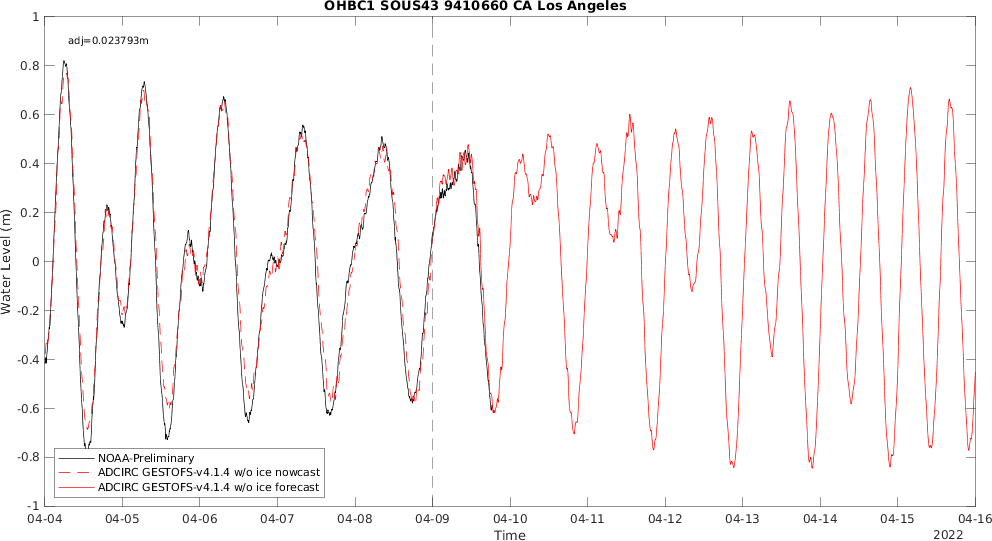 OHBC1 SOUS43 9410660 CA Los Angeles
adj=0.023793m
1
0.8
0.6
0.4
0.2
0
-0.2
-0.4
-0.6
-0.8
-1
Water Level (m)
NOAA-Preliminary
ADCIRC GESTOFS-v4.1.4 w/o ice nowcast
ADCIRC GESTOFS-v4.1.4 w/o ice forecast
04-04 04-05 04-06 04-07 04-08 04-09 04-10 04-11 04-12 04-13 04-14 04-15 04-16
Time
2022